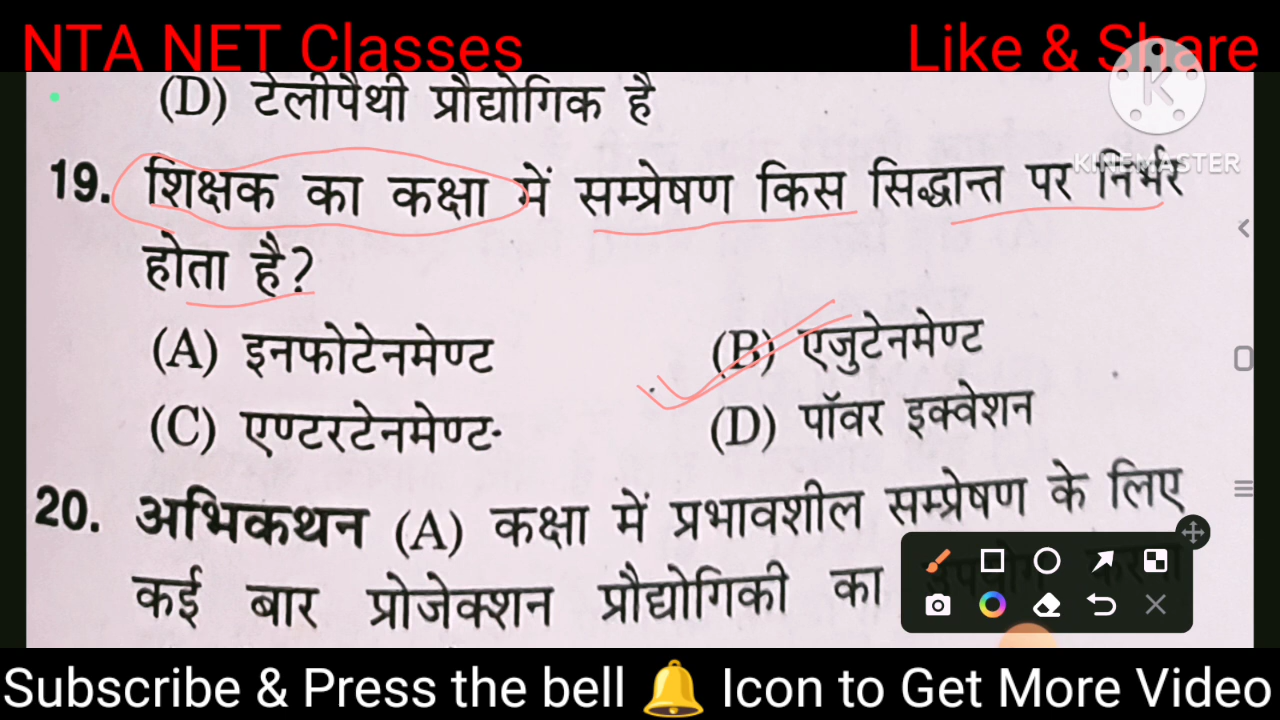 NTA NET Classes Like & Share
(D) टेलीपैथी प्रौद्योगिक है
KINEMASTER
19. शिक्षक का कक्षा में सम्प्रेषण किस सिद्धान्त पर निर्भर
होता है?
(A) इनफोटेनमेण्ट (B) एजुटेनमेण्ट
(C) एण्टरटेनमेण्ट (D) पॉवर इक्वेशन
20. अभिकथन (A) कक्षा में प्रभावशील सम्प्रेषण के लिए
कई बार प्रोजेक्शन प्रौद्योगिकी का उपयोग करना
Subscribe & Press the bell 🔔 Icon to Get More Video